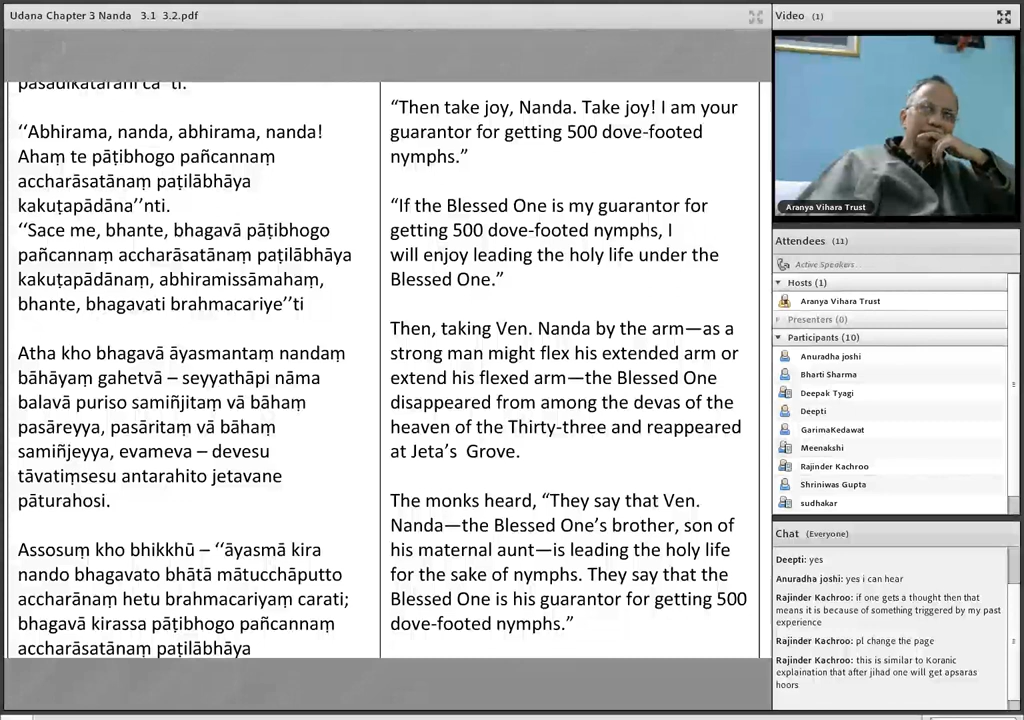 Udana Chapter 3 Nanda 3.1 3.2.pdf
pasādikatarāni cā'ti.
‘‘Abhirama, nanda, abhirama, nanda!
Ahaṃ te pāṭibhogo pañcannaṃ
accharāsatānaṃ paṭilābhāya
kakuṭapādāna’’nti.
‘‘Sace me, bhante, bhagavā pāṭibhogo
pañcannaṃ accharāsatānaṃ paṭilābhāya
kakuṭapādānaṃ, abhiramissāmahaṃ,
bhante, bhagavati brahmacariye’’ti
Atha kho bhagavā āyasmantaṃ nandaṃ
bāhāyaṃ gahetvā – seyyathāpi nāma
balavā puriso samiñjitaṃ vā bāhaṃ
pasāreyya, pasāritaṃ vā bāhaṃ
samiñjeyya, evameva – devesu
tāvatiṃsesu antarahito jetavane
pāturahosi.
Assosuṃ kho bhikkhū – ‘‘āyasmā kira
nando bhagavato bhātā mātucchāputto
accharānaṃ hetu brahmacariyaṃ carati;
bhagavā kirassa pāṭibhogo pañcannaṃ
accharāsatānaṃ paṭilābhāya
“Then take joy, Nanda. Take joy! I am your
guarantor for getting 500 dove-footed
nymphs.”
“If the Blessed One is my guarantor for
getting 500 dove-footed nymphs, I
will enjoy leading the holy life under the
Blessed One.”
Then, taking Ven. Nanda by the arm—as a
strong man might flex his extended arm or
extend his flexed arm—the Blessed One
disappeared from among the devas of the
heaven of the Thirty-three and reappeared
at Jeta’s Grove.
The monks heard, “They say that Ven.
Nanda—the Blessed One’s brother, son of
his maternal aunt—is leading the holy life
for the sake of nymphs. They say that the
Blessed One is his guarantor for getting 500
dove-footed nymphs.”
Video (1)
Aranya Vihara Trust
Attendees (11)
Active Speakers
Hosts (1)
Aranya Vihara Trust
Presenters (0)
Participants (10)
Anuradha joshi
Bharti Sharma
Deepak Tyagi
Deepti
GarimaKedawat
Meenakshi
Rajinder Kachroo
Shriniwas Gupta
sudhakar
Chat (Everyone)
Deepti: yes
Anuradha joshi: yes i can hear
Rajinder Kachroo: if one gets a thought then that
means it is because of something triggered by my past
experience
Rajinder Kachroo: pl change the page
Rajinder Kachroo: this is similar to Koranic
explaination that after jihad one will get apsaras
hoors